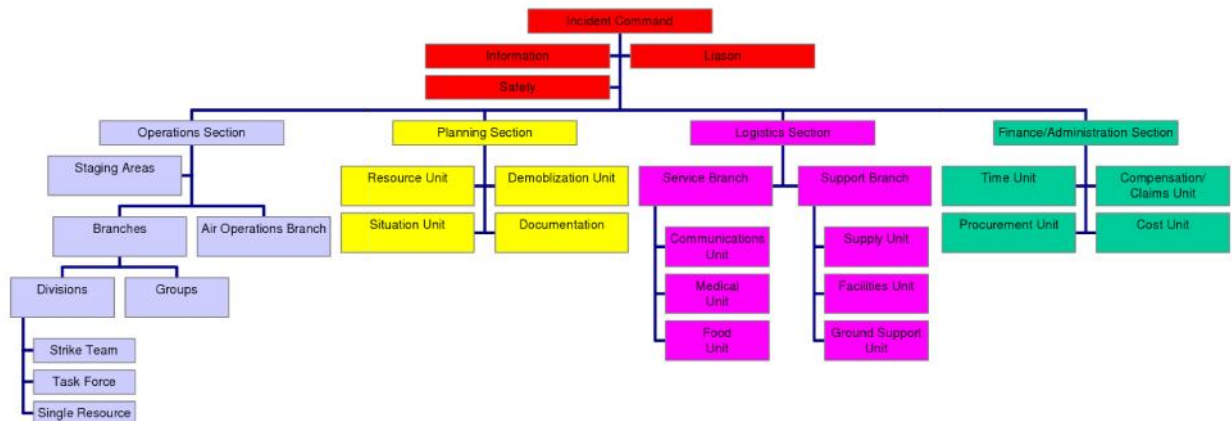 Incident Command
Information
Liason
Safety
Operations Section
Planning Section
Logistics Section
Finance/Administration Section
Staging Areas
Resource Unit
Demoblization Unit
Service Branch
Support Branch
Time Unit
Compensation/
Claims Unit
Branches
Air Operations Branch
Situation Unit
Documentation
Communications
Unit
Supply Unit
Procurement Unit
Cost Unit
Divisions
Groups
Medical
Unit
Facilities Unit
Strike Team
Food
Unit
Ground Support
Unit
Task Force
Single Resource